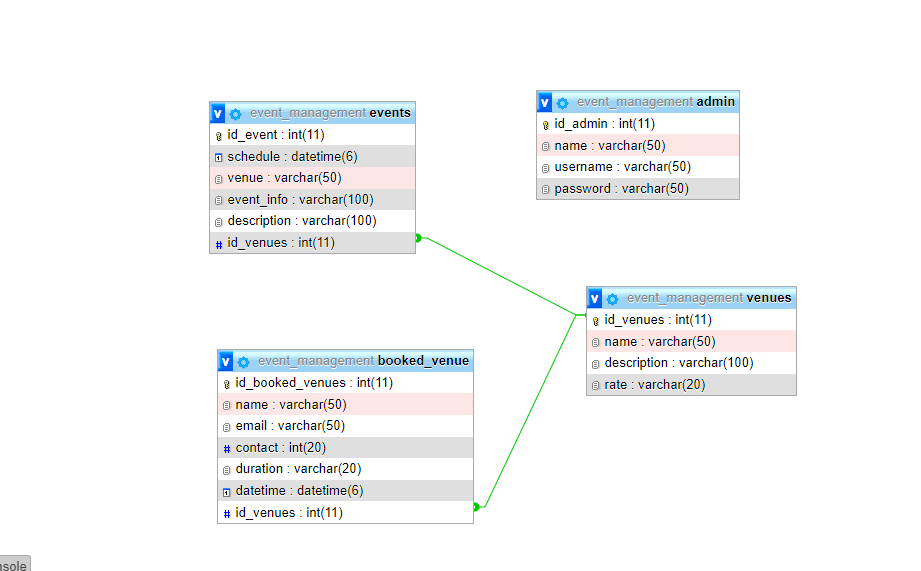 event_management events
id_event : int(11)
schedule : datetime(6)
venue : varchar(50)
event_info : varchar(100)
description : varchar(100)
id_venues : int(11)
event_management admin
id_admin : int(11)
name : varchar(50)
username : varchar(50)
password : varchar(50)
event_management venues
id_venues : int(11)
name : varchar(50)
description : varchar(100)
rate : varchar(20)
event_management booked_venue
id_booked_venues : int(11)
name : varchar(50)
email : varchar(50)
contact : int(20)
duration : varchar(20)
datetime : datetime(6)
id_venues : int(11)
nsole